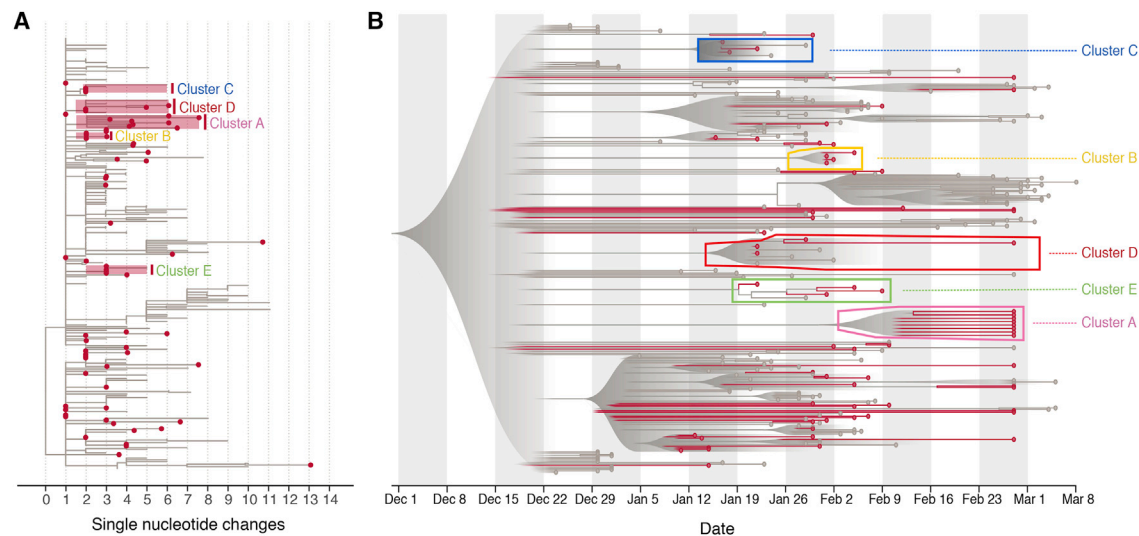 A
B
Cluster C
Cluster D
Cluster A
Cluster B
Cluster E
0 1 2 3 4 5 6 7 8 9 10 11 12 13 14
Single nucleotide changes
Cluster C
Cluster B
Cluster D
Cluster E
Cluster A
Dec 1 Dec 8 Dec 15 Dec 22 Dec 29 Jan 5 Jan 12 Jan 19 Jan 26 Feb 2 Feb 9 Feb 16 Feb 23 Mar 1 Mar 8
Date